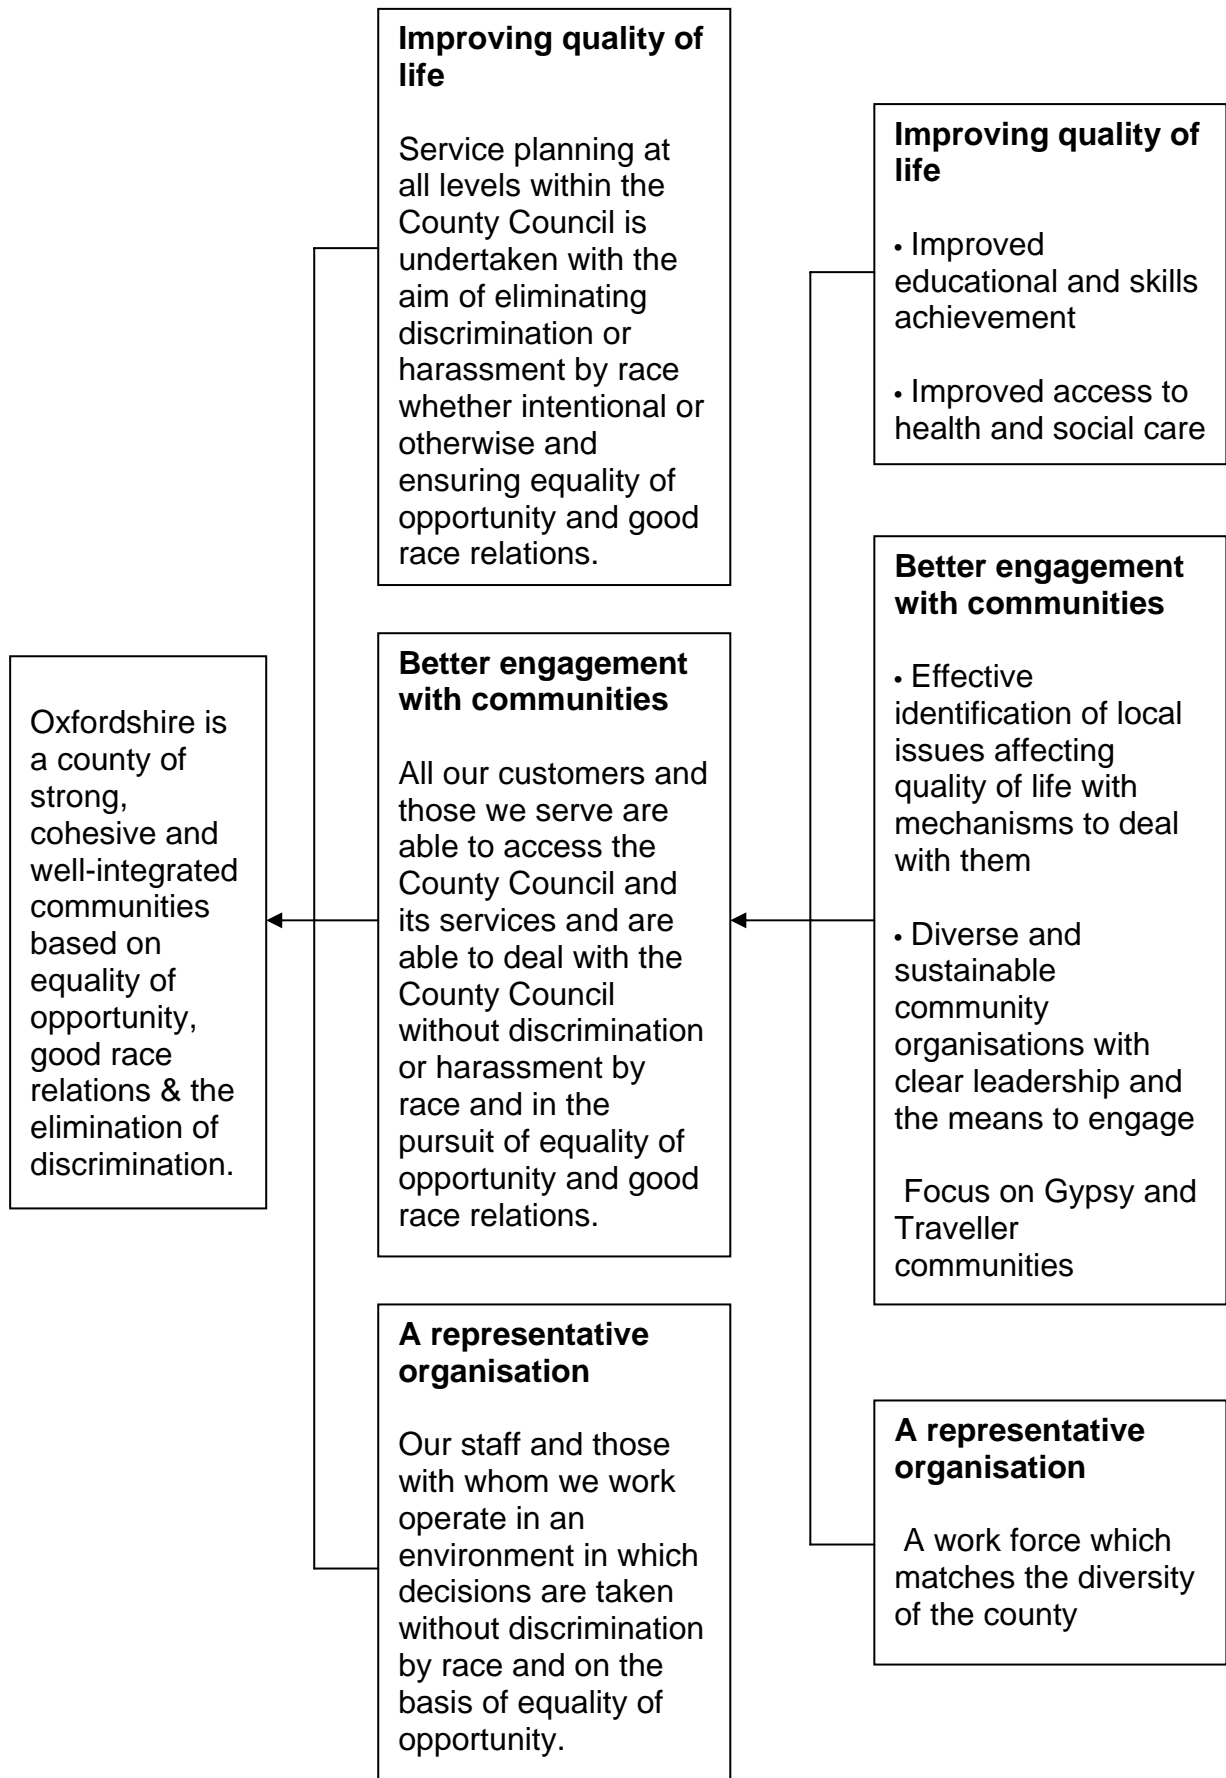 Oxfordshire is
a county of
strong,
cohesive and
well-integrated
communities
based on
equality of
opportunity,
good race
relations & the
elimination of
discrimination.
Improving quality of
life
Service planning at
all levels within the
County Council is
undertaken with the
aim of eliminating
discrimination or
harassment by race
whether intentional or
otherwise and
ensuring equality of
opportunity and good
race relations.
Better engagement
with communities
All our customers and
those we serve are
able to access the
County Council and
its services and are
able to deal with the
County Council
without discrimination
or harassment by
race and in the
pursuit of equality of
opportunity and good
race relations.
A representative
organisation
Our staff and those
with whom we work
operate in an
environment in which
decisions are taken
without discrimination
by race and on the
basis of equality of
opportunity.
Improving quality of
life
• Improved
educational and skills
achievement
• Improved access to
health and social care
Better engagement
with communities
• Effective
identification of local
issues affecting
quality of life with
mechanisms to deal
with them
• Diverse and
sustainable
community
organisations with
clear leadership and
the means to engage
Focus on Gypsy and
Traveller
communities
A representative
organisation
A work force which
matches the diversity
of the county